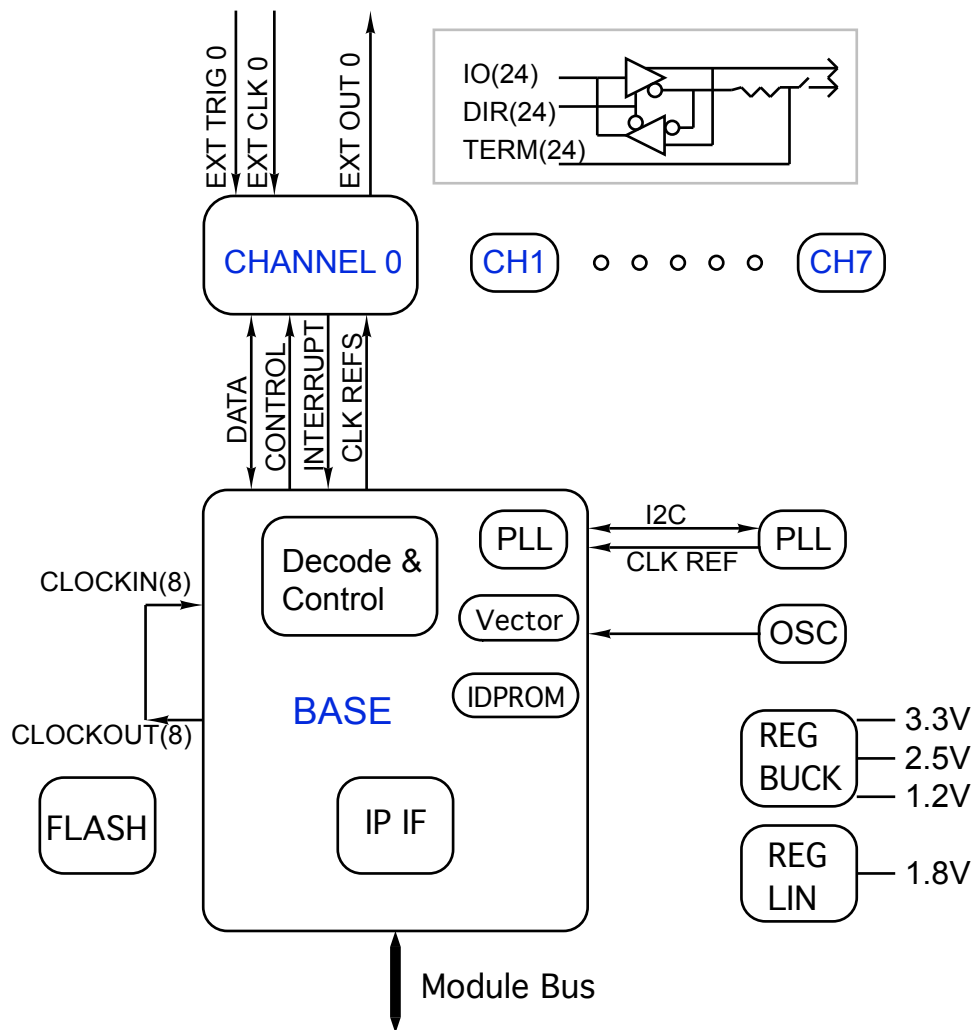 EXT TRIG 0
EXT CLK 0
EXT OUT 0
IO(24)
DIR(24)
TERM(24)
CHANNEL 0
CH1
CH7
DATA
CONTROL
INTERRUPT
CLK REFS
Decode &
Control
PLL
I2C
CLK REF
PLL
CLOCKIN(8)
Vector
OSC
IDPROM
BASE
CLOCKOUT(8)
REG
BUCK
3.3V
2.5V
1.2V
FLASH
IP IF
REG
LIN
1.8V
Module Bus